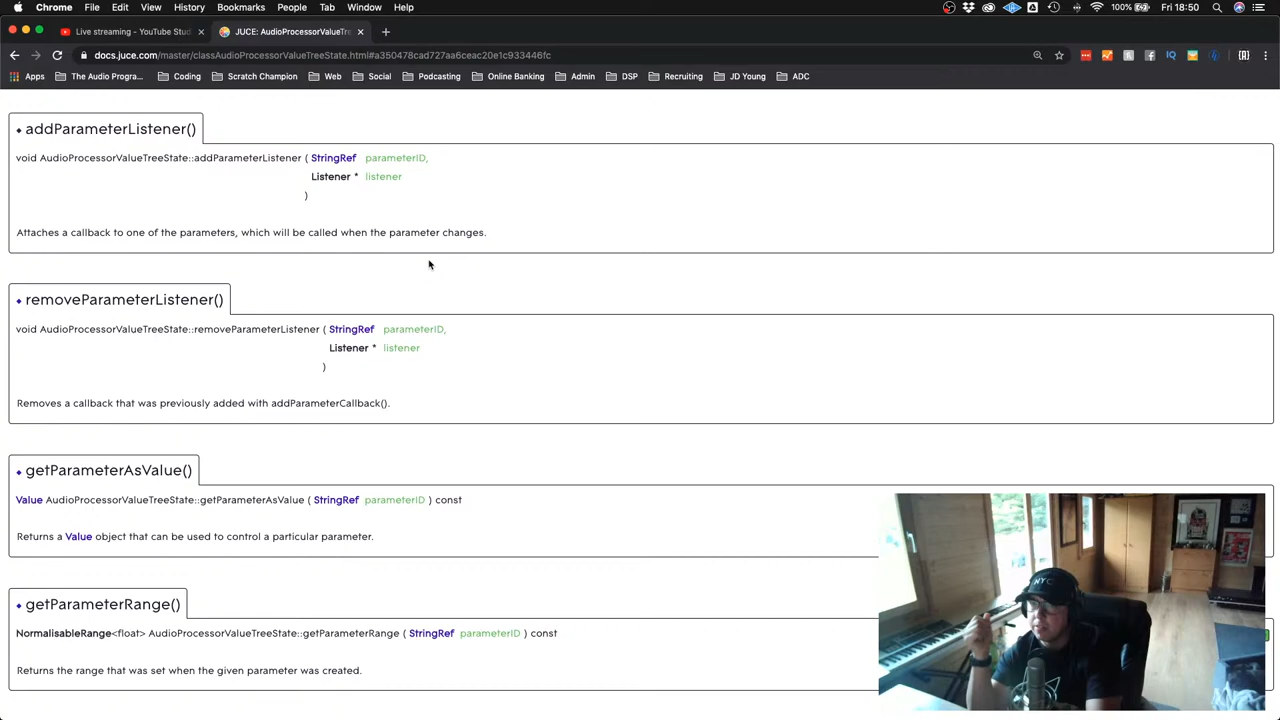 Chrome File Edit View History Bookmarks People Tab Window Help 100% Fri 18:50
Live streaming - YouTube Stud JUCE: AudioProcessorValueTre
docs.juce.com/master/classAudioProcessorValueTreeState.html#a350478cad727aa6ceac20e1c933446fc
Apps The Audio Progra... Coding Scratch Champion Web Social Podcasting Online Banking Admin DSP Recruiting JD Young ADC
addParameterListener()
void AudioProcessorValueTreeState::addParameterListener ( StringRef parameterID,
Listener * listener
)
Attaches a callback to one of the parameters, which will be called when the parameter changes.
removeParameterListener()
void AudioProcessorValueTreeState::removeParameterListener ( StringRef parameterID,
Listener * listener
)
Removes a callback that was previously added with addParameterCallback().
getParameterAsValue()
Value AudioProcessorValueTreeState::getParameterAsValue ( StringRef parameterID ) const
Returns a Value object that can be used to control a particular parameter.
getParameterRange()
NormalisableRange<float> AudioProcessorValueTreeState::getParameterRange ( StringRef parameterID ) const
Returns the range that was set when the given parameter was created.
NYC